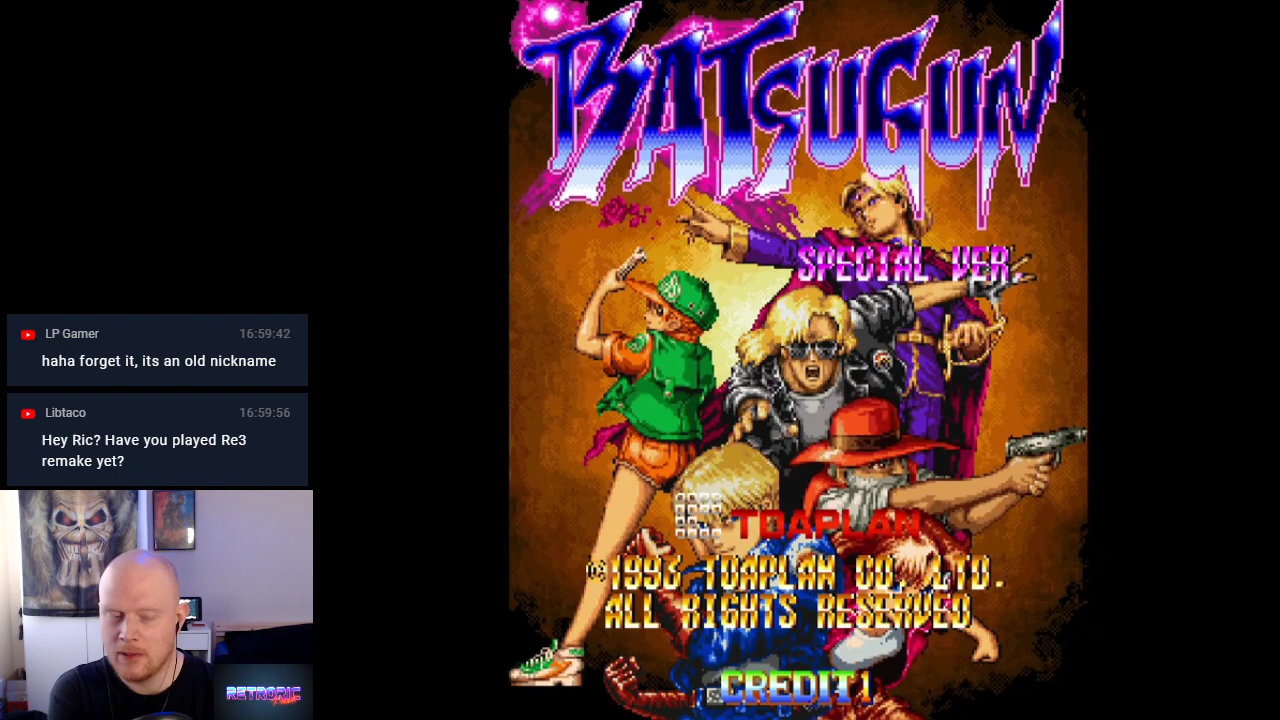 BATSUGUN
SPECIAL VER.
TOAPLAN
©1993 TOAPLAN CO. LTD.
ALL RIGHTS RESERVED
CREDIT 1
LP Gamer 16:59:42
haha forget it, its an old nickname
Libtaco 16:59:56
Hey Ric? Have you played Re3
remake yet?
RETRORIC